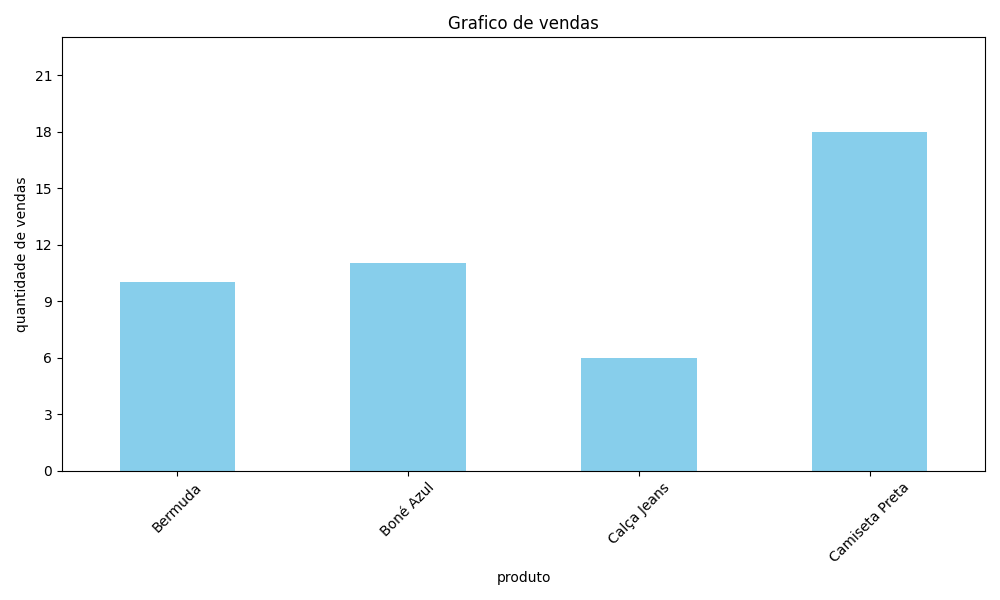 Grafico de vendas
quantidade de vendas
21
18
15
12
9
6
3
0
Bermuda
Boné Azul
Calça Jeans
Camiseta Preta
produto